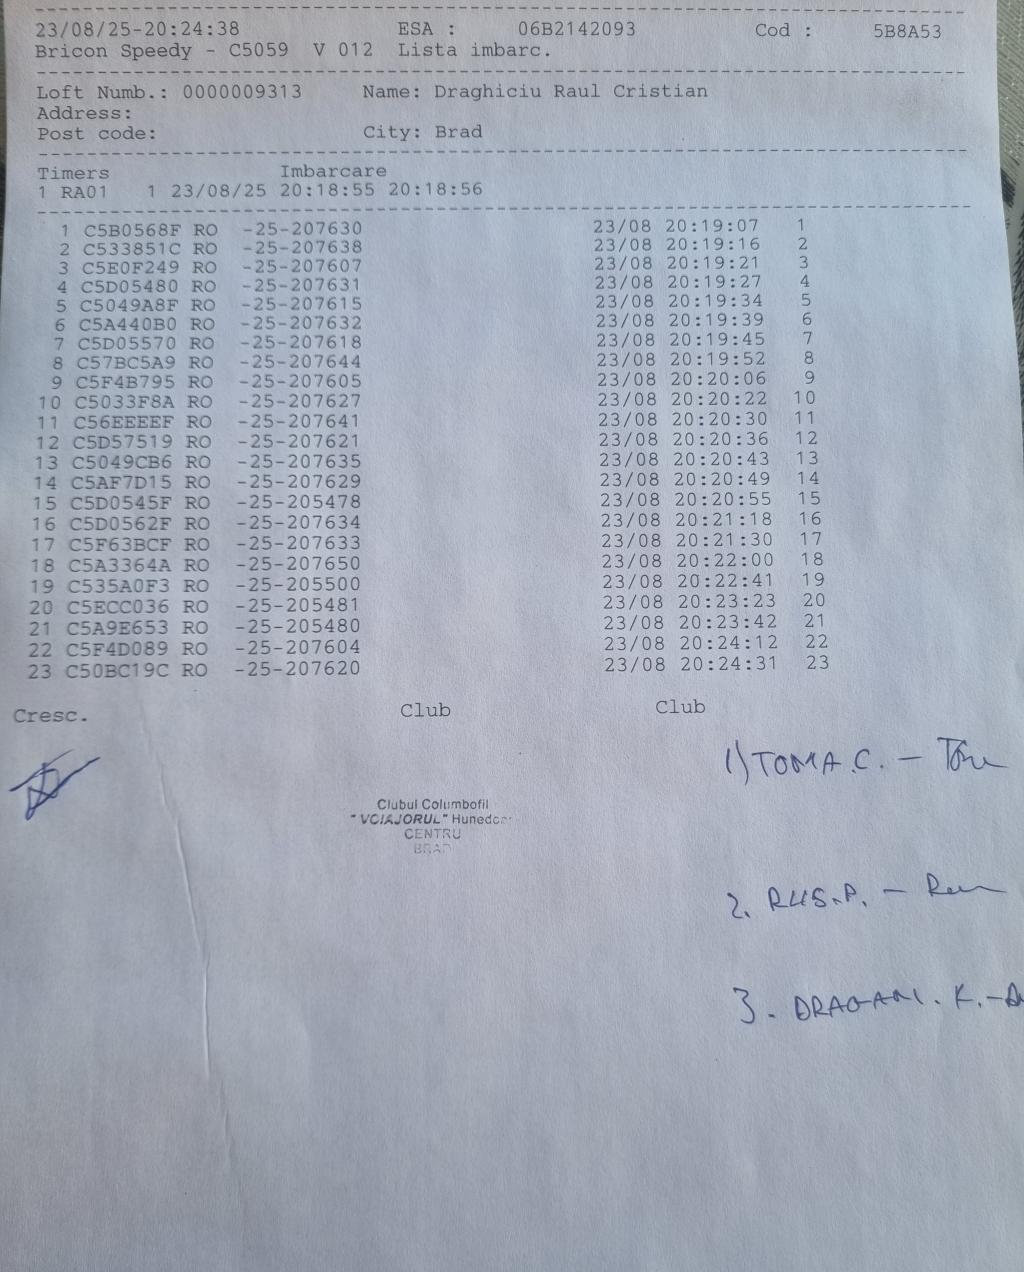 23/08/25-20:24:38 ESA : 06B2142093 Cod : 5B8A53
Bricon Speedy - C5059 V 012 Lista imbarc.
Loft Numb.: 0000009313 Name: Draghiciu Raul Cristian
Address:
Post code: City: Brad
Timers Imbarcare
1 RA01 1 23/08/25 20:18:55 20:18:56
1 C5B0568F RO -25-207630 23/08 20:19:07 1
2 C533851C RO -25-207638 23/08 20:19:16 2
3 C5E0F249 RO -25-207607 23/08 20:19:21 3
4 C5D05480 RO -25-207631 23/08 20:19:27 4
5 C5049A8F RO -25-207615 23/08 20:19:34 5
6 C5A440B0 RO -25-207632 23/08 20:19:39 6
7 C5D05570 RO -25-207618 23/08 20:19:45 7
8 C57BC5A9 RO -25-207644 23/08 20:19:52 8
9 C5F4B795 RO -25-207605 23/08 20:20:06 9
10 C5033F8A RO -25-207627 23/08 20:20:22 10
11 C56EEEEF RO -25-207641 23/08 20:20:30 11
12 C5D57519 RO -25-207621 23/08 20:20:36 12
13 C5049CB6 RO -25-207635 23/08 20:20:43 13
14 C5AF7D15 RO -25-207629 23/08 20:20:49 14
15 C5D0545F RO -25-205478 23/08 20:20:55 15
16 C5D0562F RO -25-207634 23/08 20:21:18 16
17 C5F63BCF RO -25-207633 23/08 20:21:30 17
18 C5A3364A RO -25-207650 23/08 20:22:00 18
19 C535A0F3 RO -25-205500 23/08 20:22:41 19
20 C5ECC036 RO -25-205481 23/08 20:23:23 20
21 C5A9E653 RO -25-205480 23/08 20:23:42 21
22 C5F4D089 RO -25-207604 23/08 20:24:12 22
23 C50BC19C RO -25-207620 23/08 20:24:31 23
Cresc. Club Club
1) TOMA.C. -
Clubul Columbofil
"VOIAJORUL" Hunedoar
CENTRU
BRAD
2. RUS.P. -
3. DRAGAN. K. -